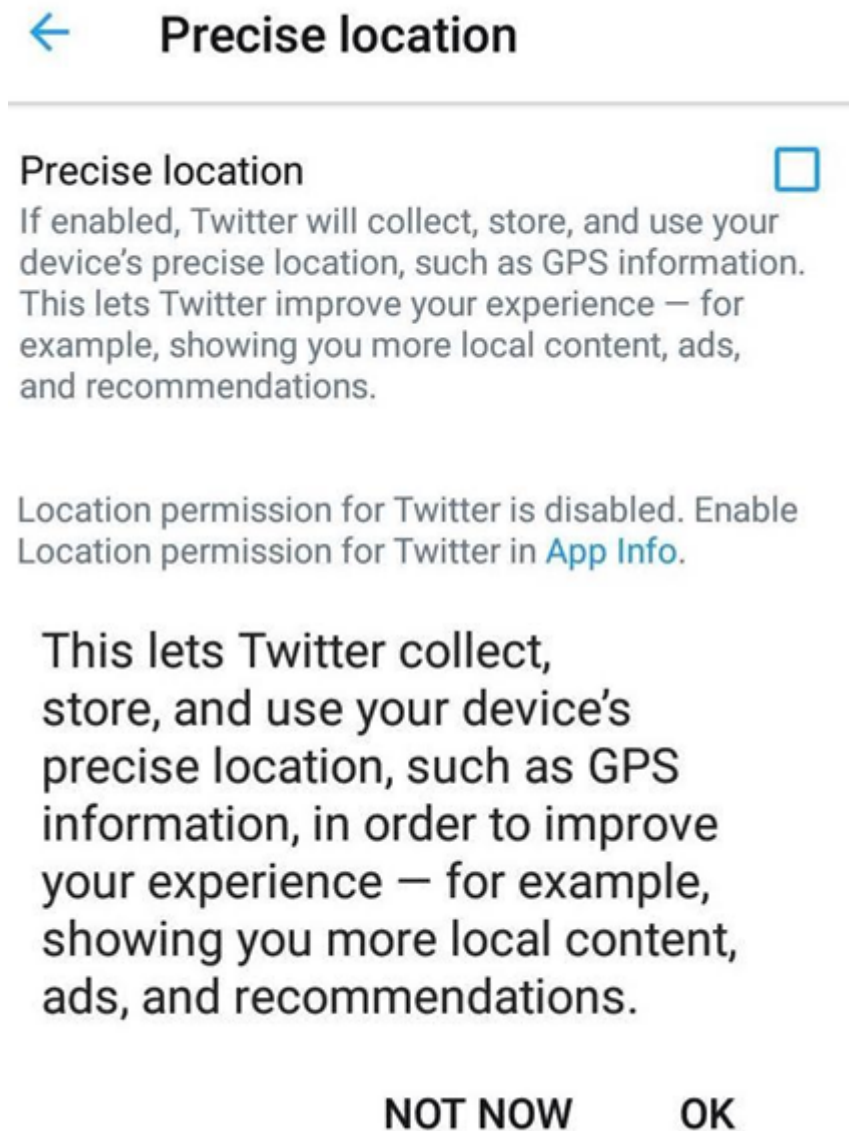 Precise location
Precise location
If enabled, Twitter will collect, store, and use your
device’s precise location, such as GPS information.
This lets Twitter improve your experience — for
example, showing you more local content, ads,
and recommendations.
Location permission for Twitter is disabled. Enable
Location permission for Twitter in App Info.
This lets Twitter collect,
store, and use your device’s
precise location, such as GPS
information, in order to improve
your experience — for example,
showing you more local content,
ads, and recommendations.
NOT NOW OK